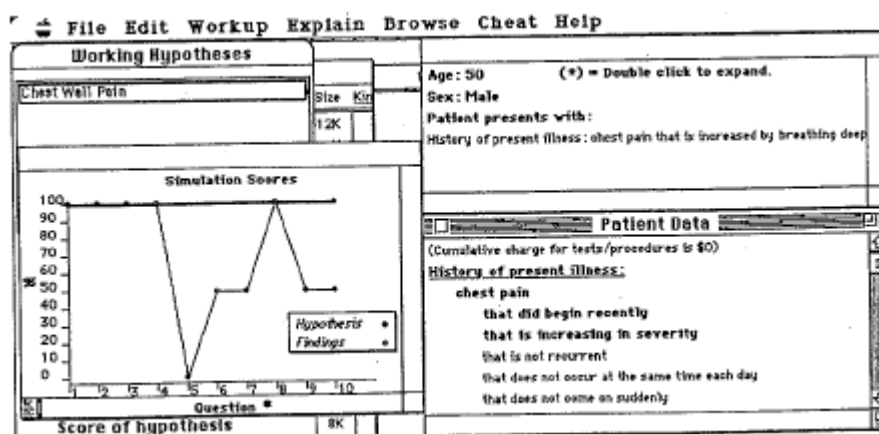 File Edit Workup Explain Browse Cheat Help
Working Hypotheses
Chest Wall Pain
Size Kin
12K
Age: 50 (*) = Double click to expand.
Sex: Male
Patient presents with:
History of present illness: chest pain that is increased by breathing deep
Simulation Scores
100
90
80
70
60
50
40
30
20
10
0
%
Hypothesis
Findings
1 2 3 4 5 6 7 8 9 10
Question #
Score of hypothesis 8K
Patient Data
(Cumulative charge for tests/procedures is $0)
History of present illness:
chest pain
that did begin recently
that is increasing in severity
that is not recurrent
that does not occur at the same time each day
that does not come on suddenly